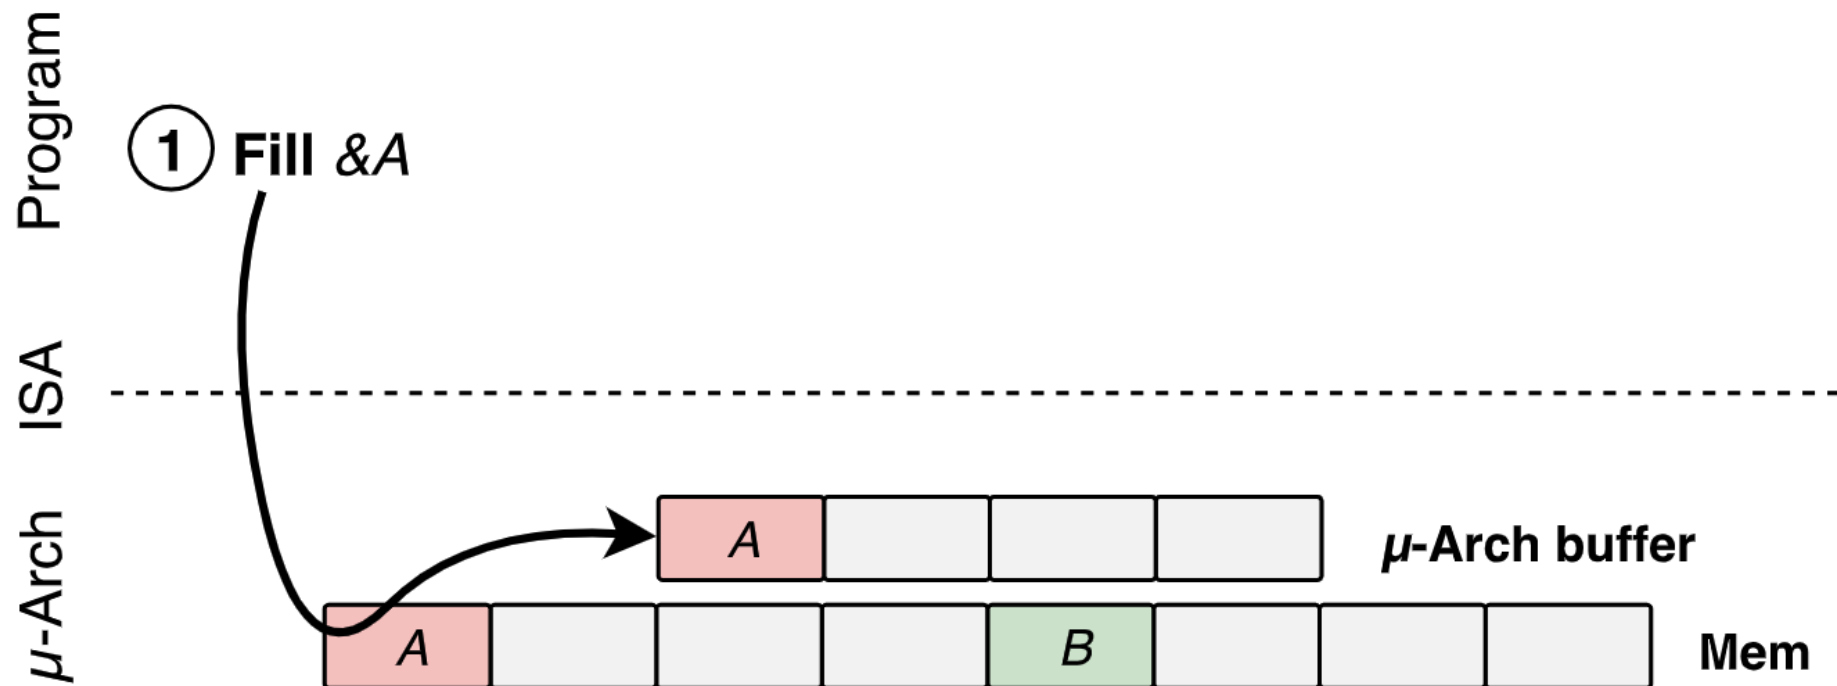 Program
1 Fill &A
ISA
μ-Arch
A
μ-Arch buffer
A
B
Mem